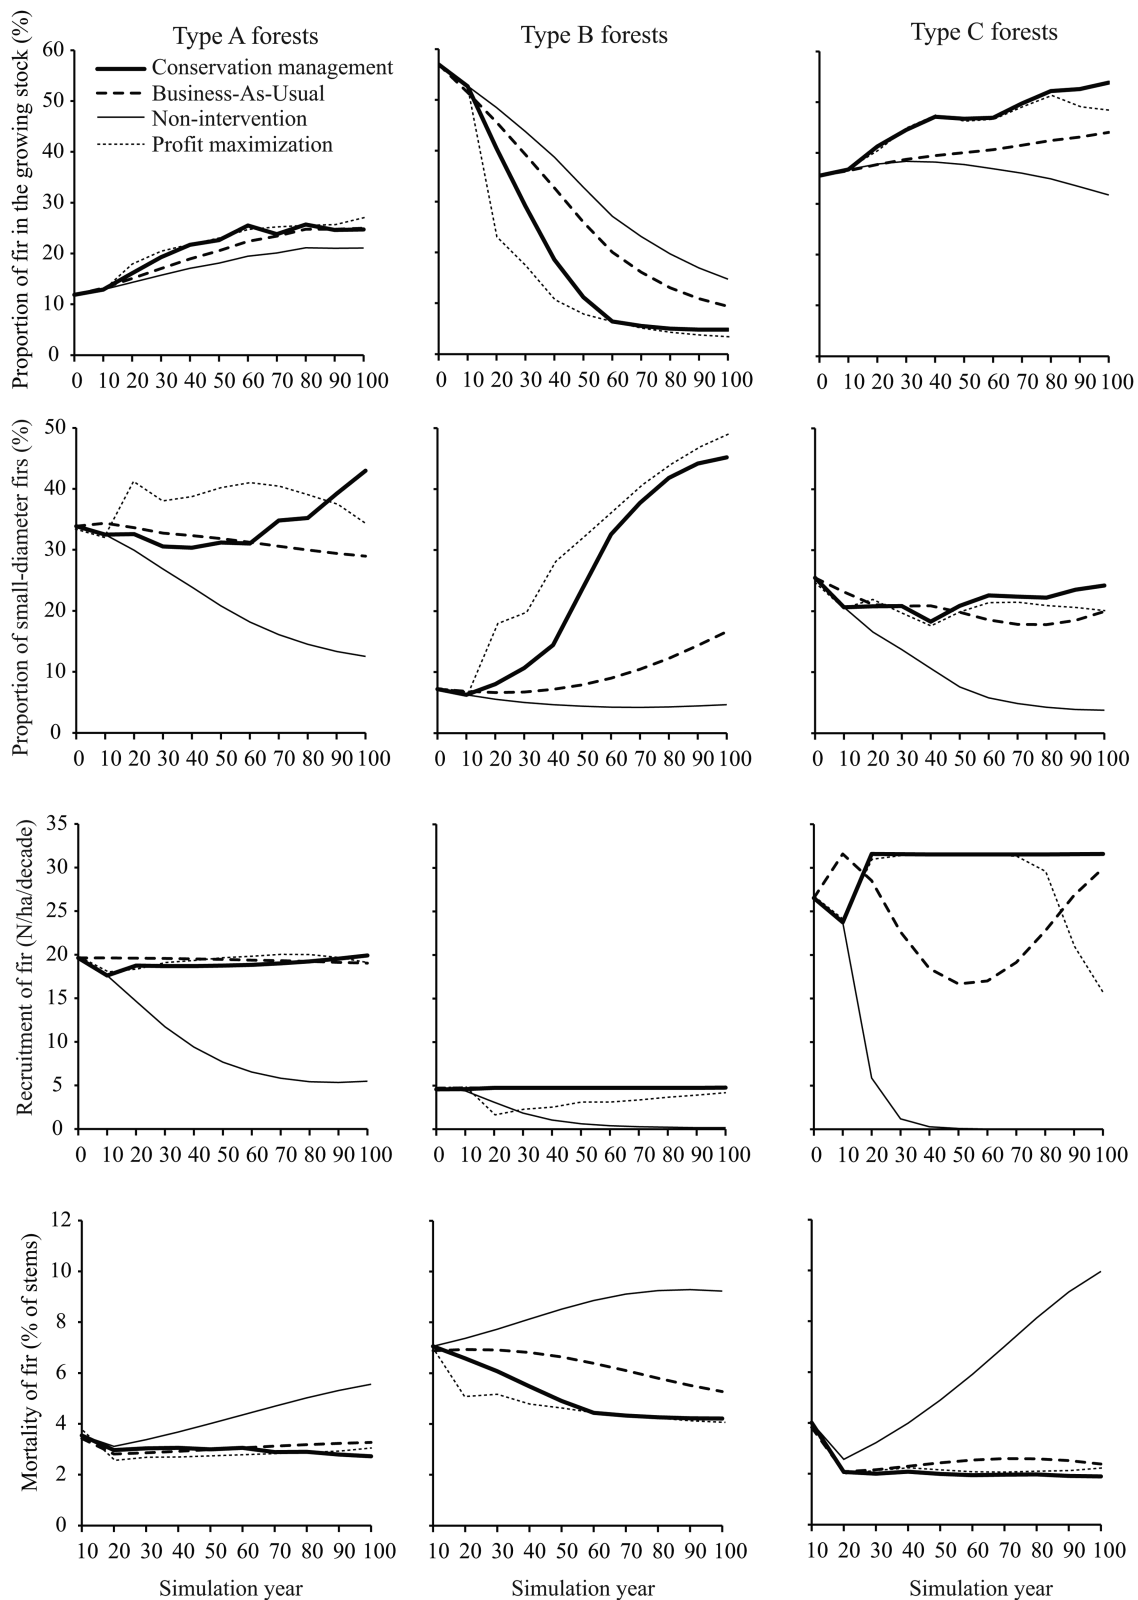 Type A forests
Type B forests
Type C forests
Conservation management
Business-As-Usual
Non-intervention
Profit maximization
Proportion of fir in the growing stock (%)
60
50
40
30
20
10
0
0 10 20 30 40 50 60 70 80 90 100
0 10 20 30 40 50 60 70 80 90 100
0 10 20 30 40 50 60 70 80 90 100
Proportion of small-diameter firs (%)
50
40
30
20
10
0
0 10 20 30 40 50 60 70 80 90 100
0 10 20 30 40 50 60 70 80 90 100
0 10 20 30 40 50 60 70 80 90 100
Recruitment of fir (N/ha/decade)
35
30
25
20
15
10
5
0
0 10 20 30 40 50 60 70 80 90 100
0 10 20 30 40 50 60 70 80 90 100
0 10 20 30 40 50 60 70 80 90 100
Mortality of fir (% of stems)
12
10
8
6
4
2
0
10 20 30 40 50 60 70 80 90 100
10 20 30 40 50 60 70 80 90 100
10 20 30 40 50 60 70 80 90 100
Simulation year
Simulation year
Simulation year